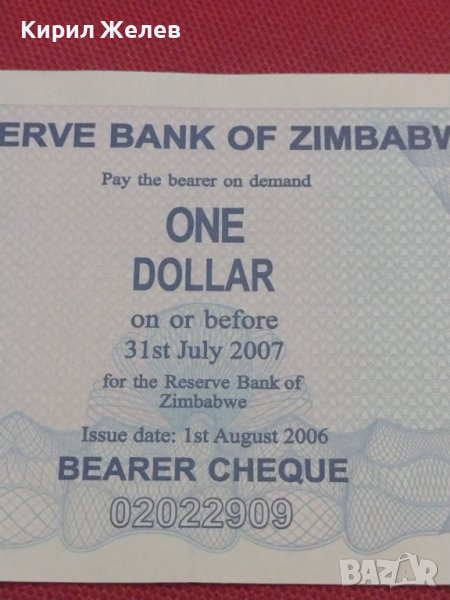 Кирил Желев
ERVE BANK OF ZIMBABW
Pay the bearer on demand
ONE
DOLLAR
on or before
31st July 2007
for the Reserve Bank of
Zimbabwe
Issue date: 1st August 2006
BEARER CHEQUE
02022909
BAZAR